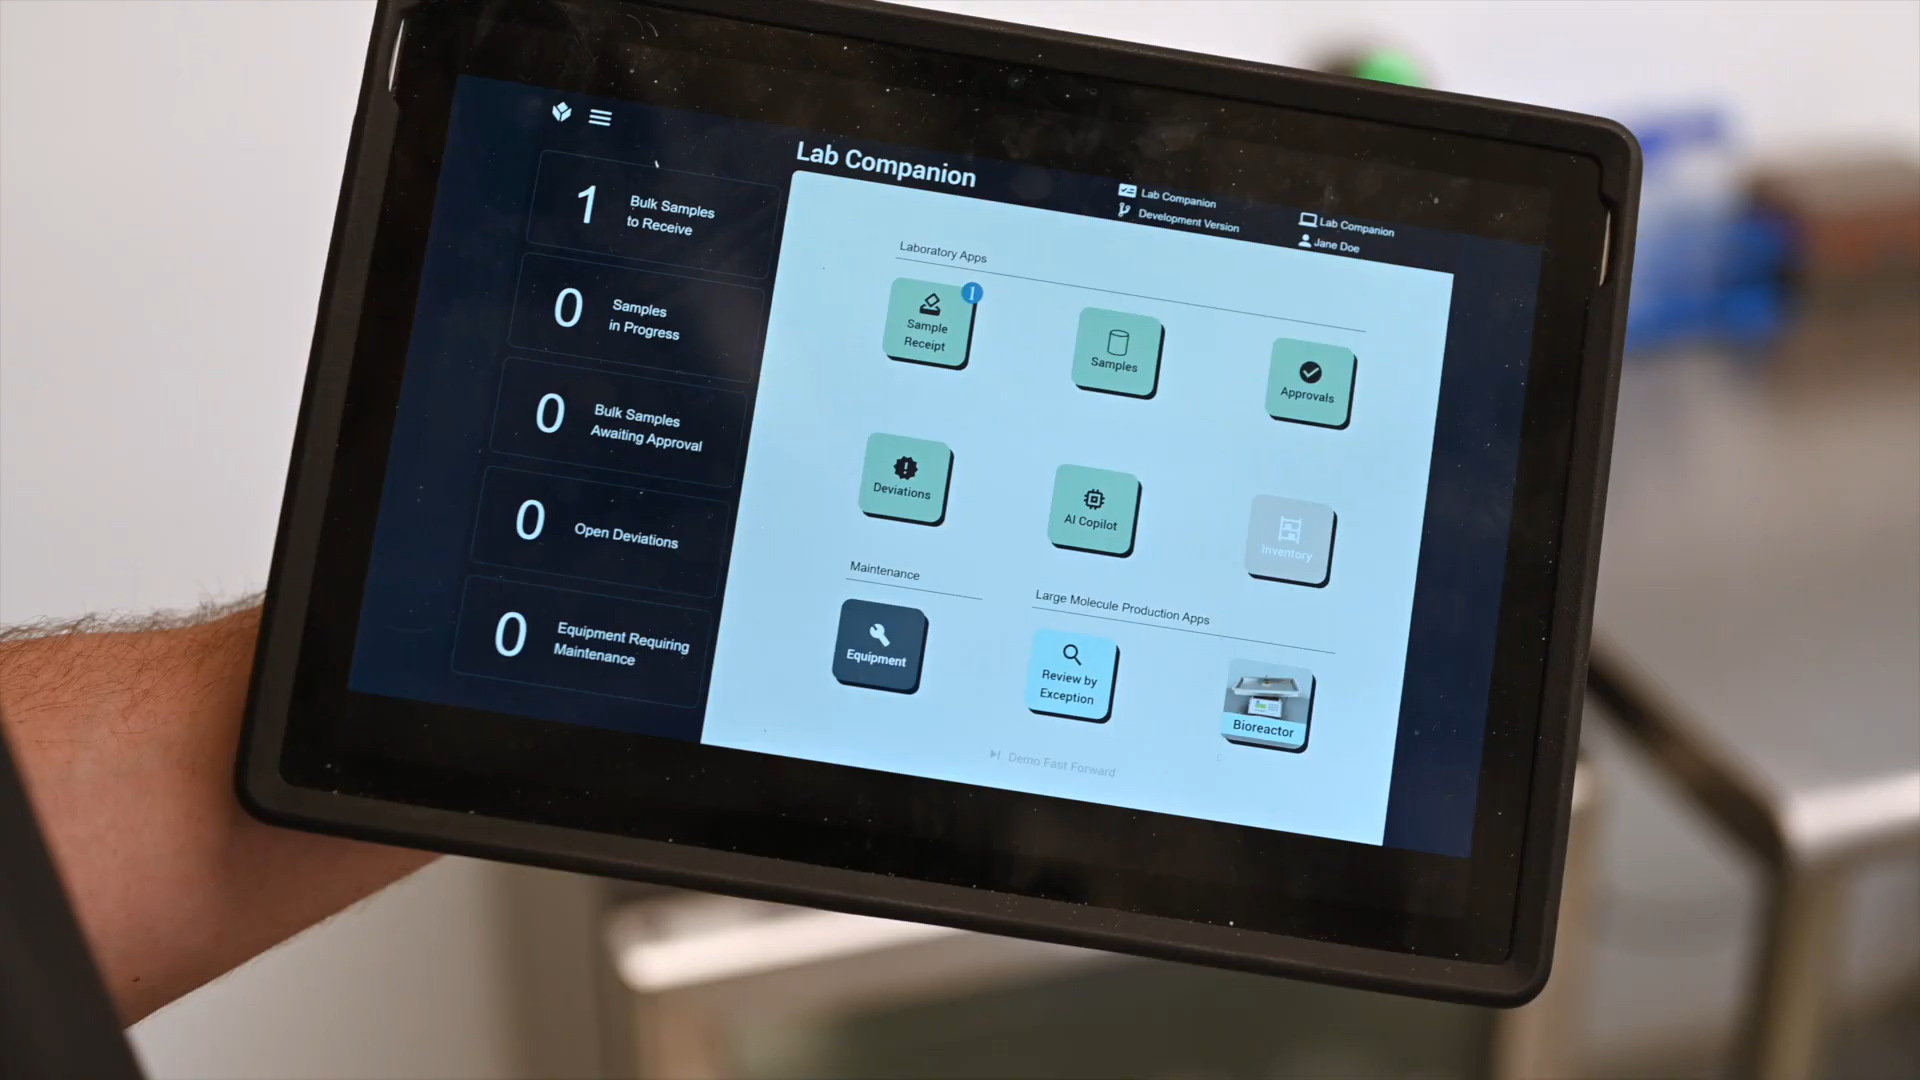 Lab Companion
Lab Companion
Development Version
Lab Companion
Jane Doe
1
Bulk Samples
to Receive
0
Samples
in Progress
0
Bulk Samples
Awaiting Approval
0
Open Deviations
0
Equipment Requiring
Maintenance
Laboratory Apps
1
Sample
Receipt
Samples
Approvals
Deviations
AI Copilot
Inventory
Maintenance
Equipment
Large Molecule Production Apps
Review by
Exception
Bioreactor
Demo Fast Forward